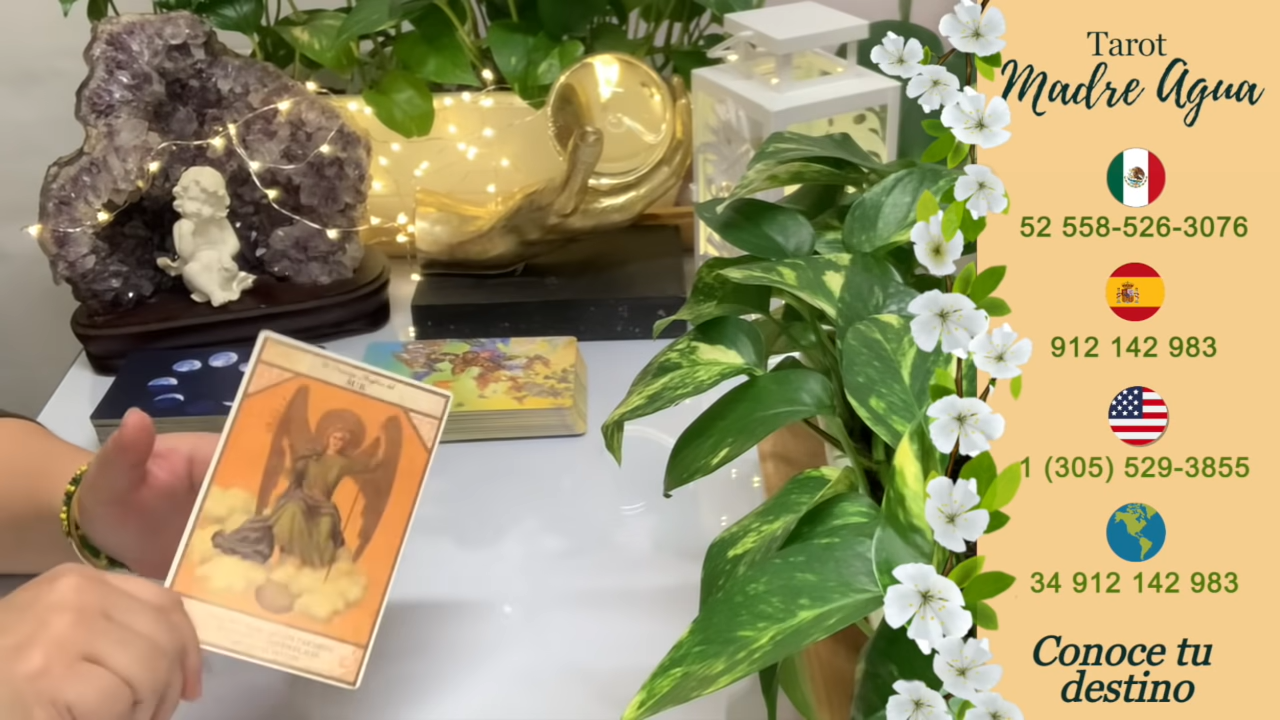 SUR
Tarot
Madre Agua
52 558-526-3076
912 142 983
1 (305) 529-3855
34 912 142 983
Conoce tu
destino